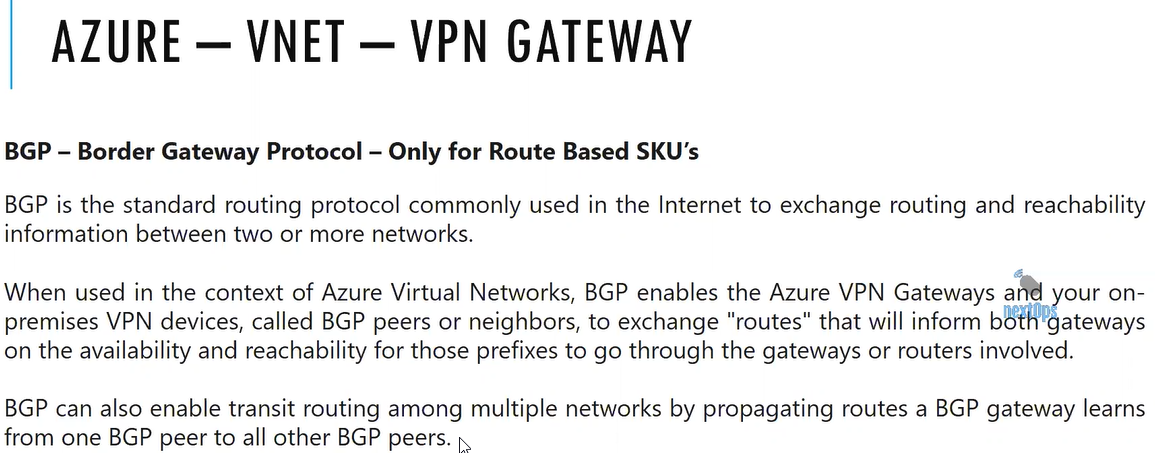 AZURE – VNET – VPN GATEWAY
BGP – Border Gateway Protocol – Only for Route Based SKU’s
BGP is the standard routing protocol commonly used in the Internet to exchange routing and reachability
information between two or more networks.
When used in the context of Azure Virtual Networks, BGP enables the Azure VPN Gateways and your on-
premises VPN devices, called BGP peers or neighbors, to exchange "routes" that will inform both gateways
on the availability and reachability for those prefixes to go through the gateways or routers involved.
nextOps
BGP can also enable transit routing among multiple networks by propagating routes a BGP gateway learns
from one BGP peer to all other BGP peers.